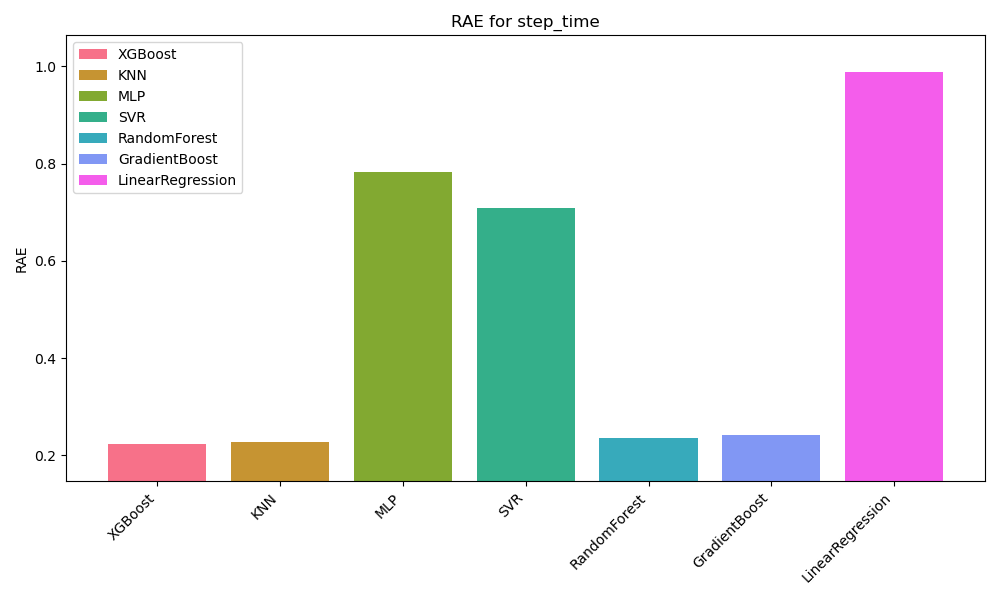 RAE for step_time
XGBoost
KNN
MLP
SVR
RandomForest
GradientBoost
LinearRegression
RAE
1.0
0.8
0.6
0.4
0.2
XGBoost
KNN
MLP
SVR
RandomForest
GradientBoost
LinearRegression